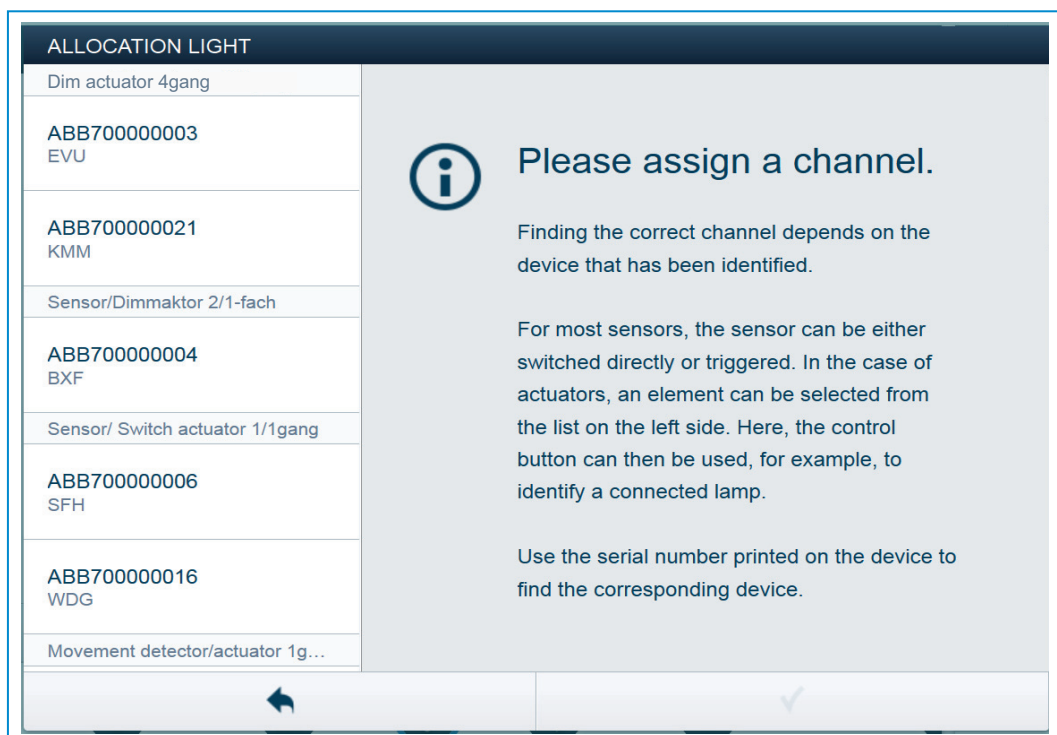 ALLOCATION LIGHT
Dim actuator 4gang
ABB700000003
EVU
ABB700000021
KMM
Sensor/Dimmaktor 2/1-fach
ABB700000004
BXF
Sensor/ Switch actuator 1/1gang
ABB700000006
SFH
ABB700000016
WDG
Movement detector/actuator 1g…
Please assign a channel.
Finding the correct channel depends on the
device that has been identified.
For most sensors, the sensor can be either
switched directly or triggered. In the case of
actuators, an element can be selected from
the list on the left side. Here, the control
button can then be used, for example, to
identify a connected lamp.
Use the serial number printed on the device to
find the corresponding device.